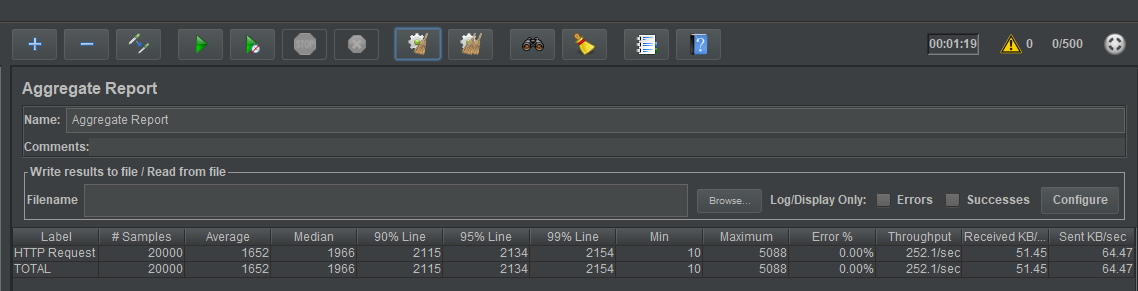 STOP
00:01:19 0 0/500
Aggregate Report
Name: Aggregate Report
Comments:
Write results to file / Read from file
Filename Browse... Log/Display Only: Errors Successes Configure
Label # Samples Average Median 90% Line 95% Line 99% Line Min Maximum Error % Throughput Received KB/... Sent KB/sec
HTTP Request 20000 1652 1966 2115 2134 2154 10 5088 0.00% 252.1/sec 51.45 64.47
TOTAL 20000 1652 1966 2115 2134 2154 10 5088 0.00% 252.1/sec 51.45 64.47